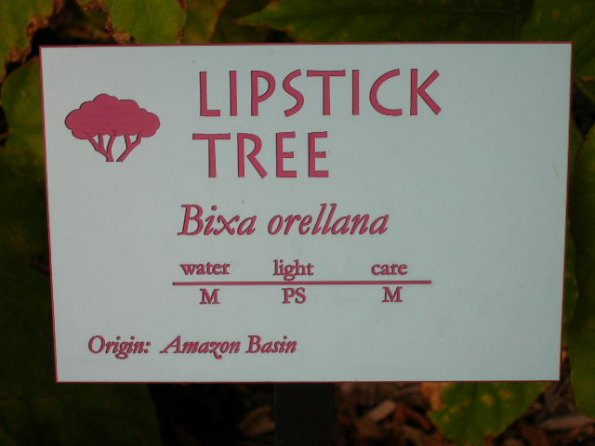 LIPSTICK
TREE
Bixa orellana
water light care
M PS M
Origin: Amazon Basin